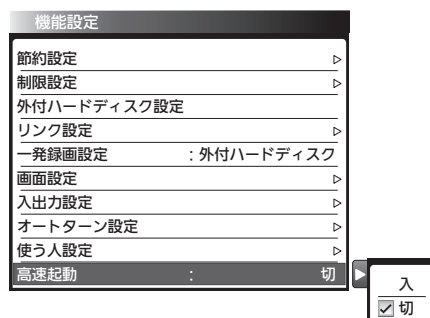 機能設定
節約設定
制限設定
外付ハードディスク設定
リンク設定
一発録画設定 :外付ハードディスク
画面設定
入出力設定
オートターン設定
使う人設定
高速起動 : 切
入
切